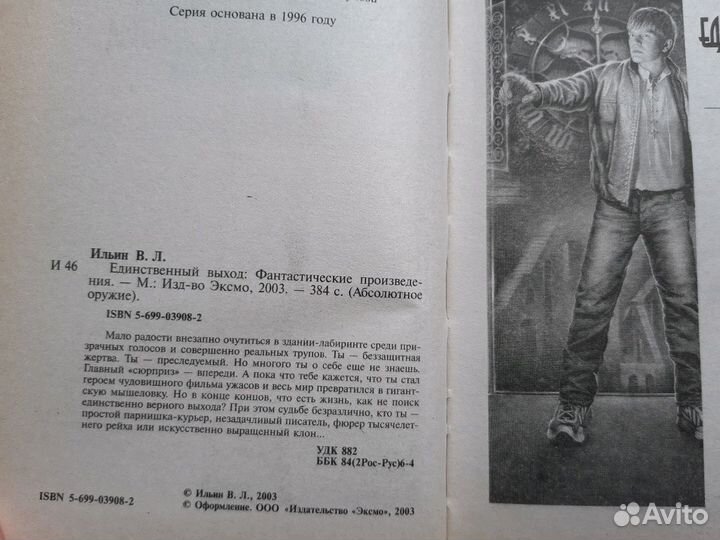 Серия основана в 1996 году
ЕД
Ильин В. Л.
И 46
Единственный выход: Фантастические произведе-
ния. — М.: Изд-во Эксмо, 2003. — 384 с. (Абсолютное
оружие).
ISBN 5-699-03908-2
Мало радости внезапно очутиться в здании-лабиринте среди при-
зрачных голосов и совершенно реальных трупов. Ты — беззащитная
жертва. Ты — преследуемый. Но многого ты о себе еще не знаешь.
Главный «сюрприз» — впереди. А пока что тебе кажется, что ты стал
героем чудовищного фильма ужасов и весь мир превратился в гигант-
скую мышеловку. Но в конце концов, что есть жизнь, как не поиск
единственно верного выхода? При этом судьбе безразлично, кто ты —
простой парнишка-курьер, незадачливый писатель, фюрер тысячелет-
него рейха или искусственно выращенный клон...
УДК 882
ББК 84(2Рос-Рус)6-4
ISBN 5-699-03908-2
© Ильин В. Л., 2003
© Оформление. ООО «Издательство «Эксмо», 2003
Avito